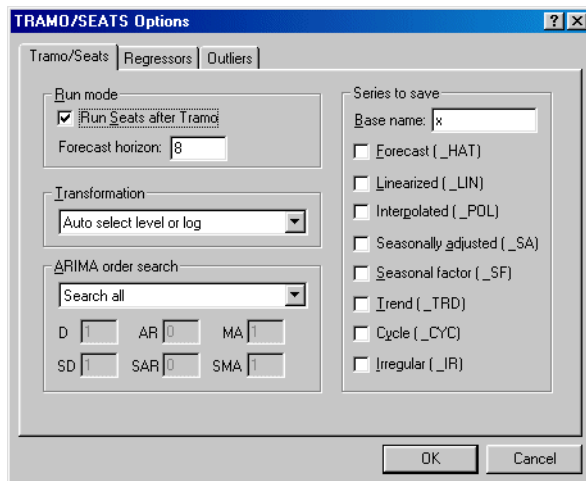 TRAMO/SEATS Options
Tramo/Seats Regressors Outliers
Run mode
Run Seats after Tramo
Forecast horizon: 8
Transformation
Auto select level or log
ARIMA order search
Search all
D 1 AR 0 MA 1
SD 1 SAR 0 SMA 1
Series to save
Base name: x
Forecast (_HAT)
Linearized (_LIN)
Interpolated (_POL)
Seasonally adjusted (_SA)
Seasonal factor (_SF)
Trend (_TRD)
Cycle (_CYC)
Irregular (_IR)
OK Cancel